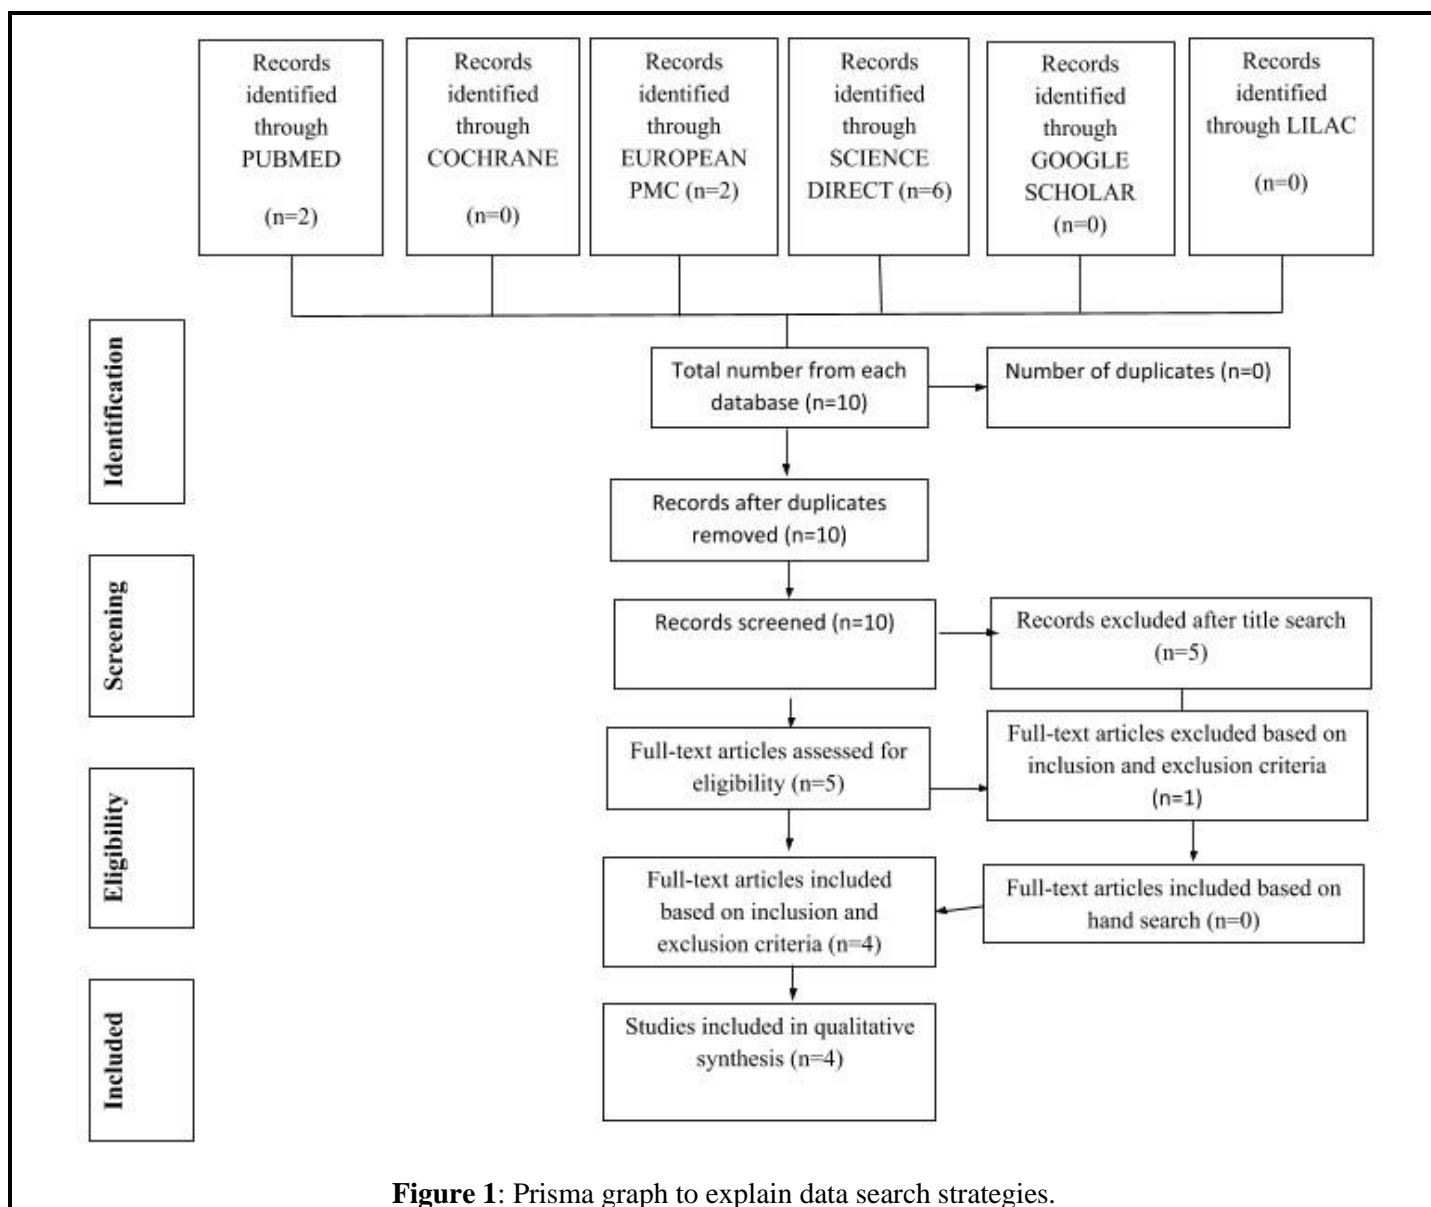 Records
identified
through
PUBMED
(n=2)
Records
identified
through
COCHRANE
(n=0)
Records
identified
through
EUROPEAN
PMC (n=2)
Records
identified
through
SCIENCE
DIRECT (n=6)
Records
identified
through
GOOGLE
SCHOLAR
(n=0)
Records
identified
through LILAC
(n=0)
Identification
Total number from each
database (n=10)
Number of duplicates (n=0)
Records after duplicates
removed (n=10)
Screening
Records screened (n=10)
Records excluded after title search
(n=5)
Eligibility
Full-text articles assessed for
eligibility (n=5)
Full-text articles excluded based on
inclusion and exclusion criteria
(n=1)
Full-text articles included
based on inclusion and
exclusion criteria (n=4)
Full-text articles included based on
hand search (n=0)
Included
Studies included in qualitative
synthesis (n=4)
Figure 1: Prisma graph to explain data search strategies.